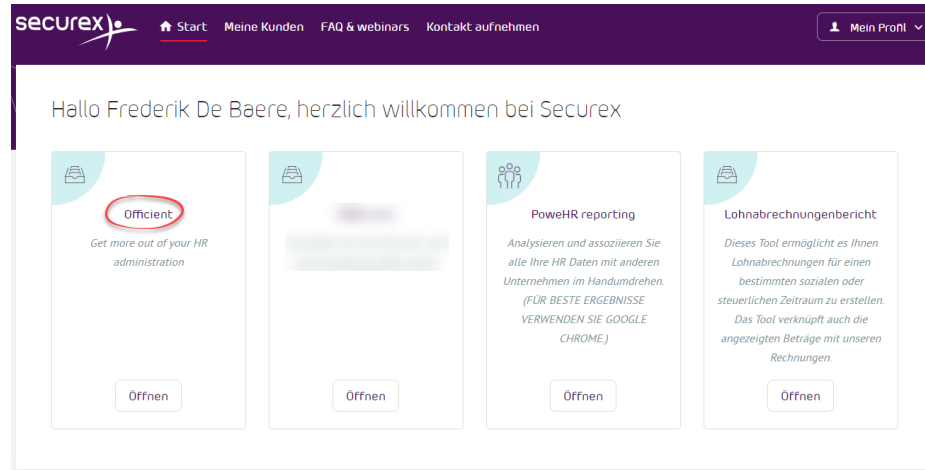 securex
Start Meine Kunden FAQ & webinars Kontakt aufnehmen Mein Profil
Hallo Frederik De Baere, herzlich willkommen bei Securex
Officient
Get more out of your HR
administration
Öffnen
Öffnen
PoweHR reporting
Analysieren und assoziieren Sie
alle Ihre HR Daten mit anderen
Unternehmen im Handumdrehen.
(FÜR BESTE ERGEBNISSE
VERWENDEN SIE GOOGLE
CHROME.)
Öffnen
Lohnabrechnungenbericht
Dieses Tool ermöglicht es Ihnen
Lohnabrechnungen für einen
bestimmten sozialen oder
steuerlichen Zeitraum zu erstellen.
Das Tool verknüpft auch die
angezeigten Beträge mit unseren
Rechnungen.
Öffnen